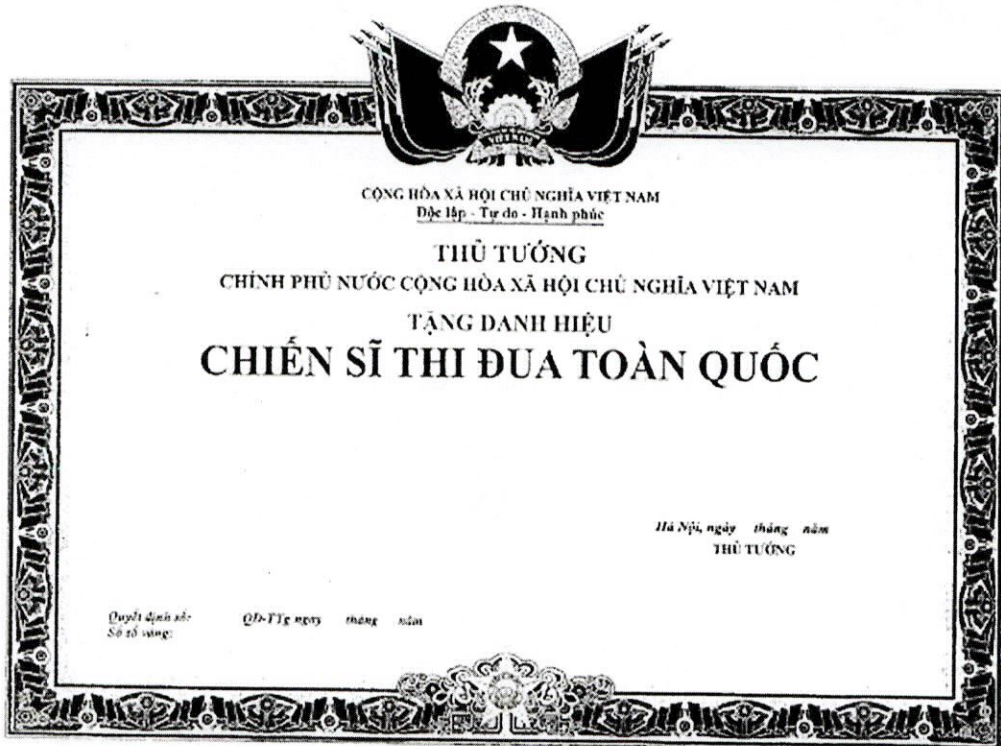 VIỆT NAM
CỘNG HÒA XÃ HỘI CHỦ NGHĨA VIỆT NAM
Độc lập - Tự do - Hạnh phúc
THỦ TƯỚNG
CHÍNH PHỦ NƯỚC CỘNG HÒA XÃ HỘI CHỦ NGHĨA VIỆT NAM
TẶNG DANH HIỆU
CHIẾN SĨ THI ĐUA TOÀN QUỐC
Hà Nội, ngày tháng năm
THỦ TƯỚNG
Quyết định số: QĐ-TTg ngày tháng năm
Số sổ vàng: